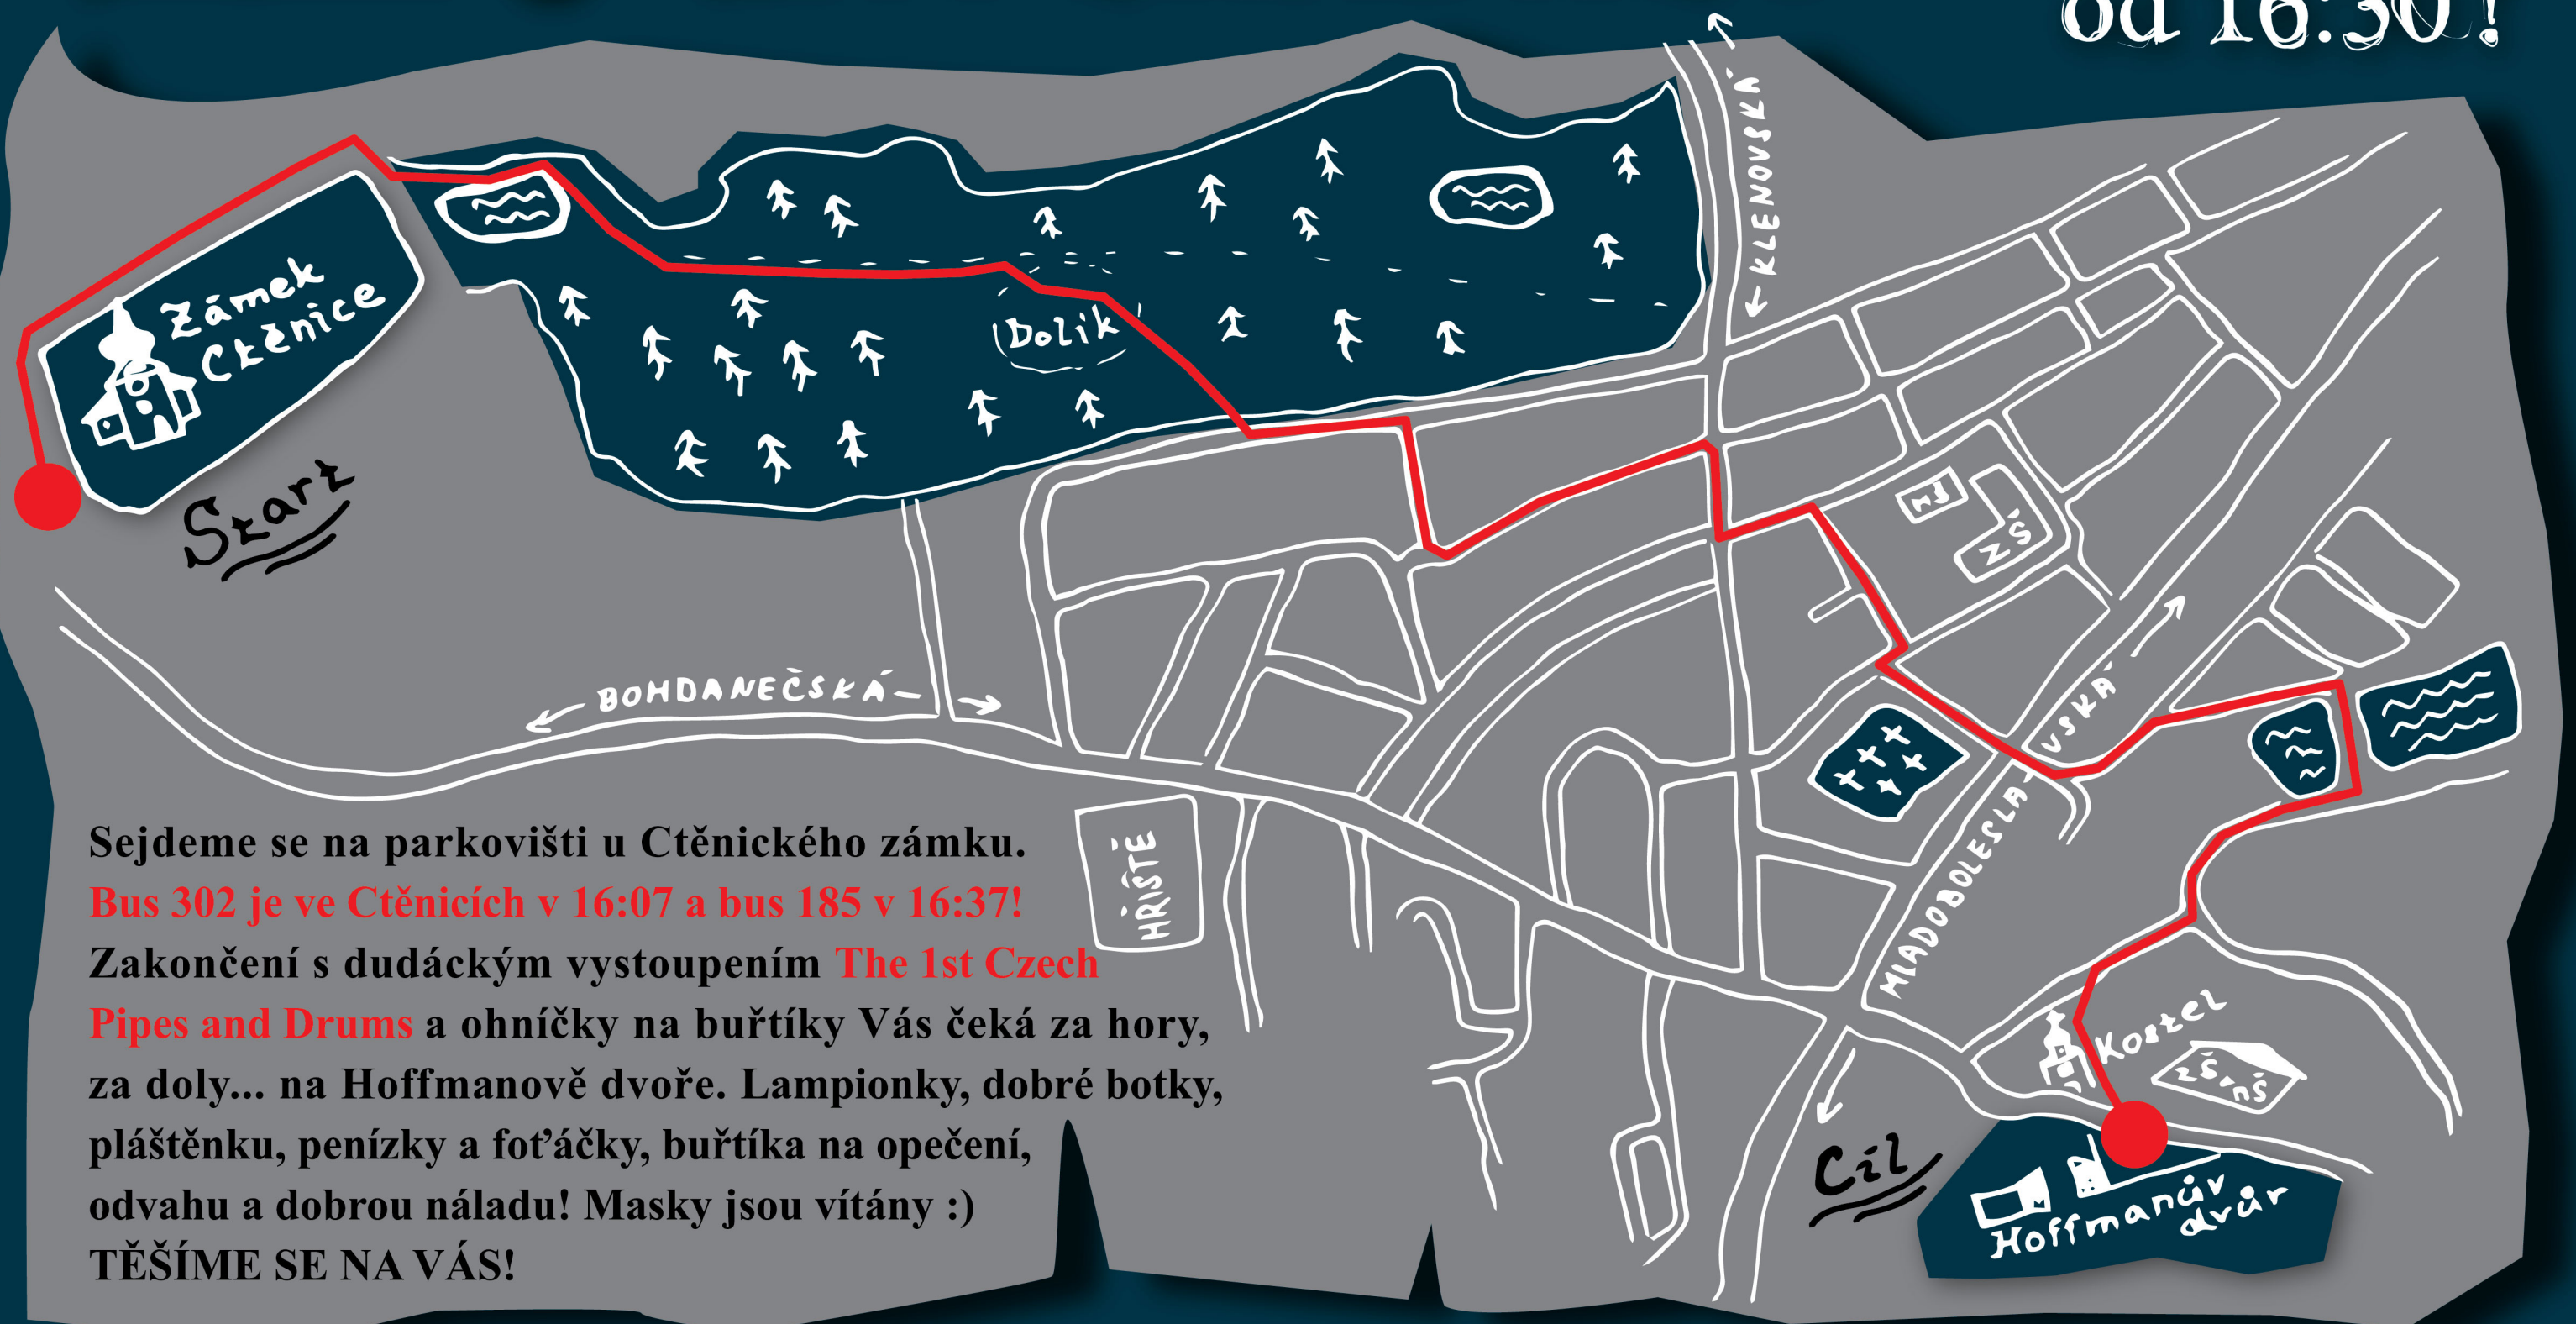 od 16:30!
KLENOVSKÁ
Zámek
Ctěnice
Dolík
Start
MŠ
ZŠ
BOHDANEČSKÁ
MLADOBOLESLAVSKÁ
HŘIŠTĚ
Sejdeme se na parkovišti u Ctěnického zámku.
Bus 302 je ve Ctěnicích v 16:07 a bus 185 v 16:37!
Zakončení s dudáckým vystoupením The 1st Czech
Pipes and Drums a ohníčky na buřtíky Vás čeká za hory,
za doly... na Hoffmanově dvoře. Lampionky, dobré botky,
pláštěnku, penízky a foťáčky, buřtíka na opečení,
odvahu a dobrou náladu! Masky jsou vítány :)
TĚŠÍME SE NA VÁS!
Kostel
ZŠ MŠ
Cíl
Hoffmanův
dvůr